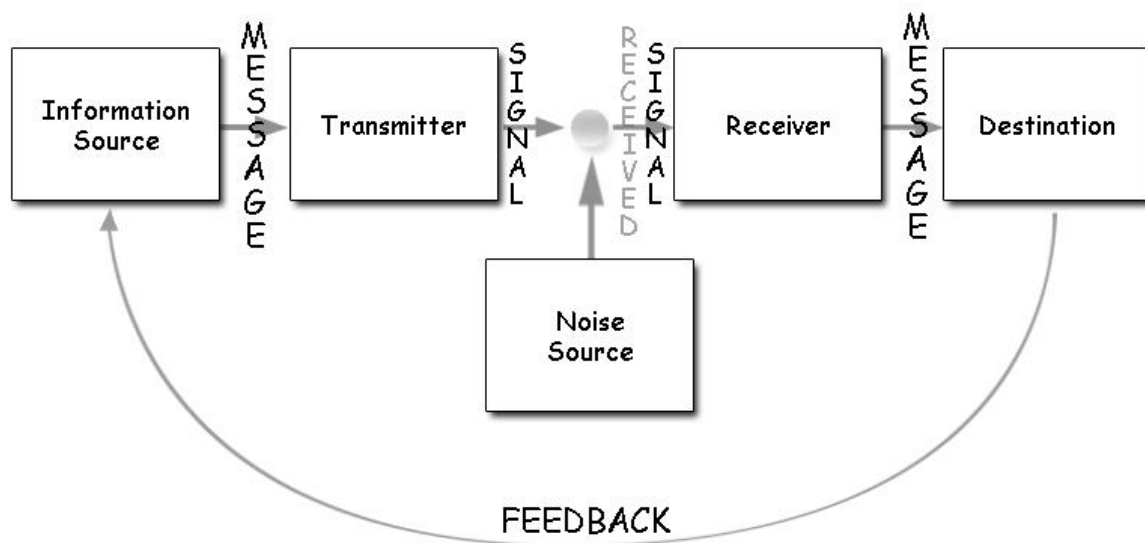 Information
Source
MESSAGE
Transmitter
SIGNAL
RECEIVED
SIGNAL
Receiver
MESSAGE
Destination
Noise
Source
FEEDBACK